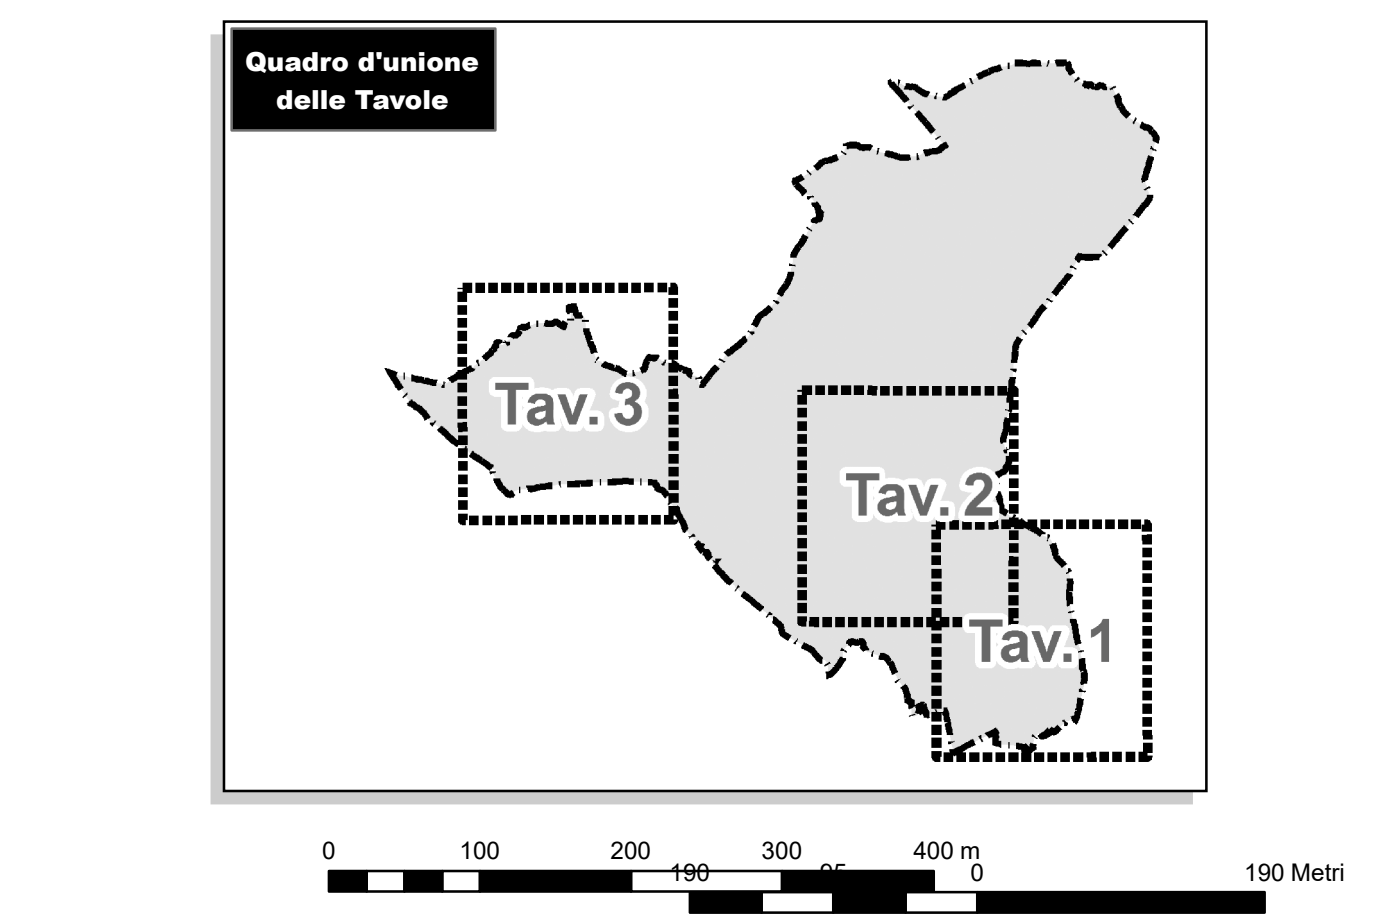 Quadro d'unione
delle Tavole
Tav. 3
Tav. 2
Tav. 1
0 100 200 300 400 m
190 95 0 190 Metri